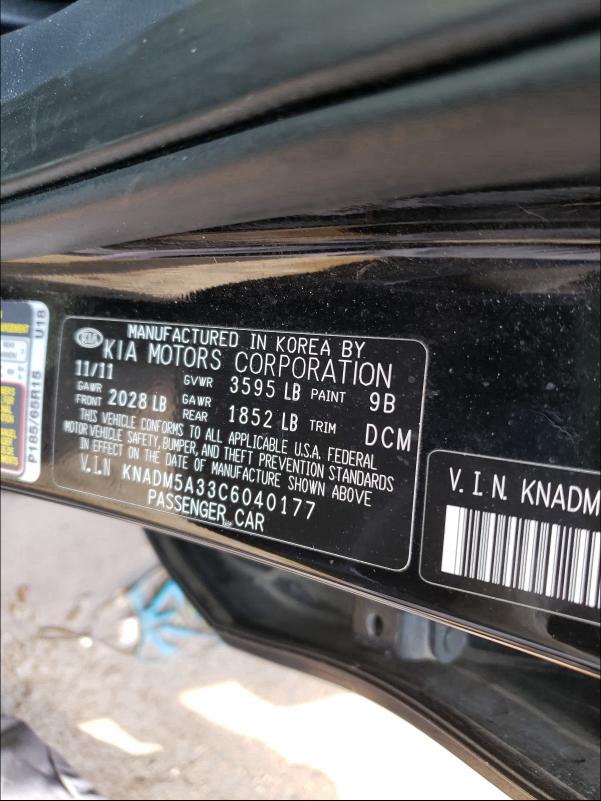 MANUFACTURED IN KOREA BY
KIA KIA MOTORS CORPORATION
11/11 GVWR 3595 LB PAINT 9B
GAWR FRONT 2028 LB GAWR REAR 1852 LB TRIM DCM
THIS VEHICLE CONFORMS TO ALL APPLICABLE U.S.A. FEDERAL
MOTOR VEHICLE SAFETY, BUMPER, AND THEFT PREVENTION STANDARDS
IN EFFECT ON THE DATE OF MANUFACTURE SHOWN ABOVE
V.I.N KNADM5A33C6040177
PASSENGER CAR
P185/65R15 U18
V.I.N. KNADM